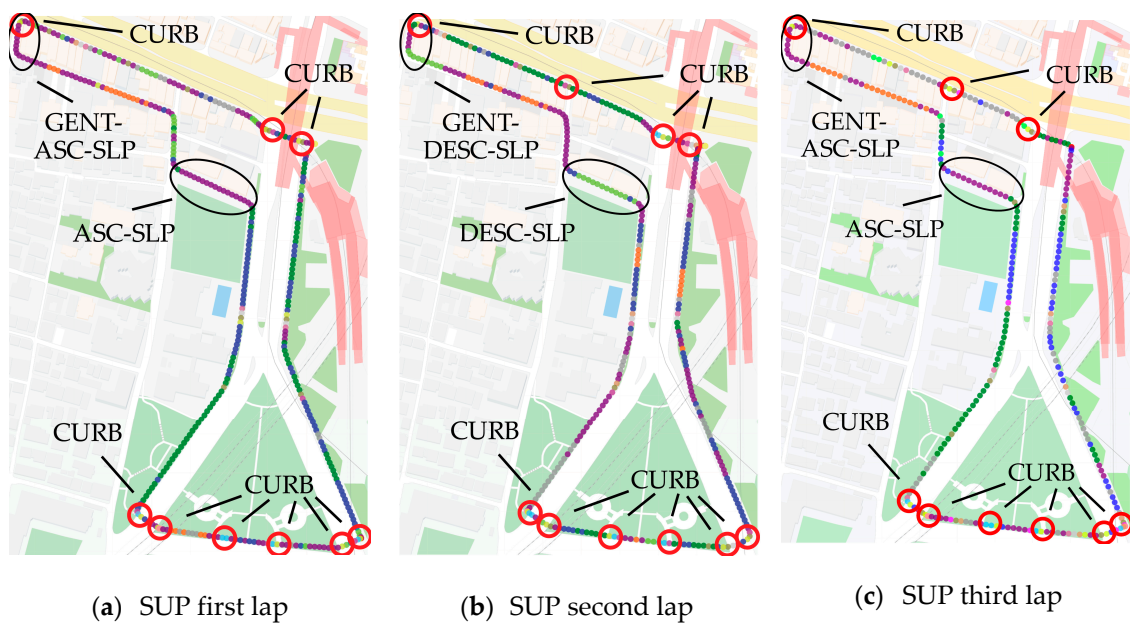 CURB
CURB
GENT-
ASC-SLP
ASC-SLP
CURB
CURB
(a) SUP first lap
CURB
CURB
GENT-
DESC-SLP
DESC-SLP
CURB
CURB
(b) SUP second lap
CURB
CURB
GENT-
ASC-SLP
ASC-SLP
CURB
CURB
(c) SUP third lap